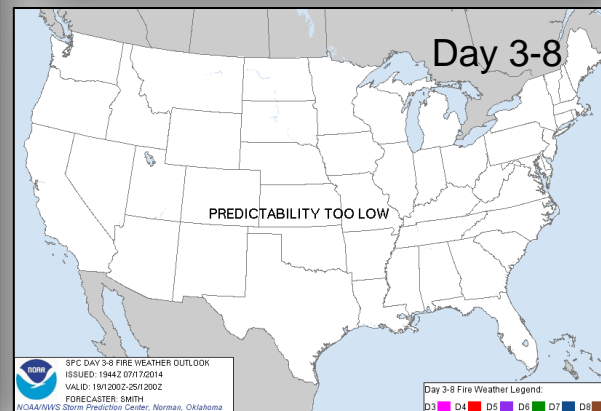 Day 3-8
PREDICTABILITY TOO LOW
NOAA
SPC DAY 3-8 FIRE WEATHER OUTLOOK
ISSUED: 1944Z 07/17/2014
VALID: 19/1200Z-25/1200Z
FORECASTER: SMITH
NOAA/NWS Storm Prediction Center, Norman, Oklahoma
Day 3-8 Fire Weather Legend:
D3 D4 D5 D6 D7 D8